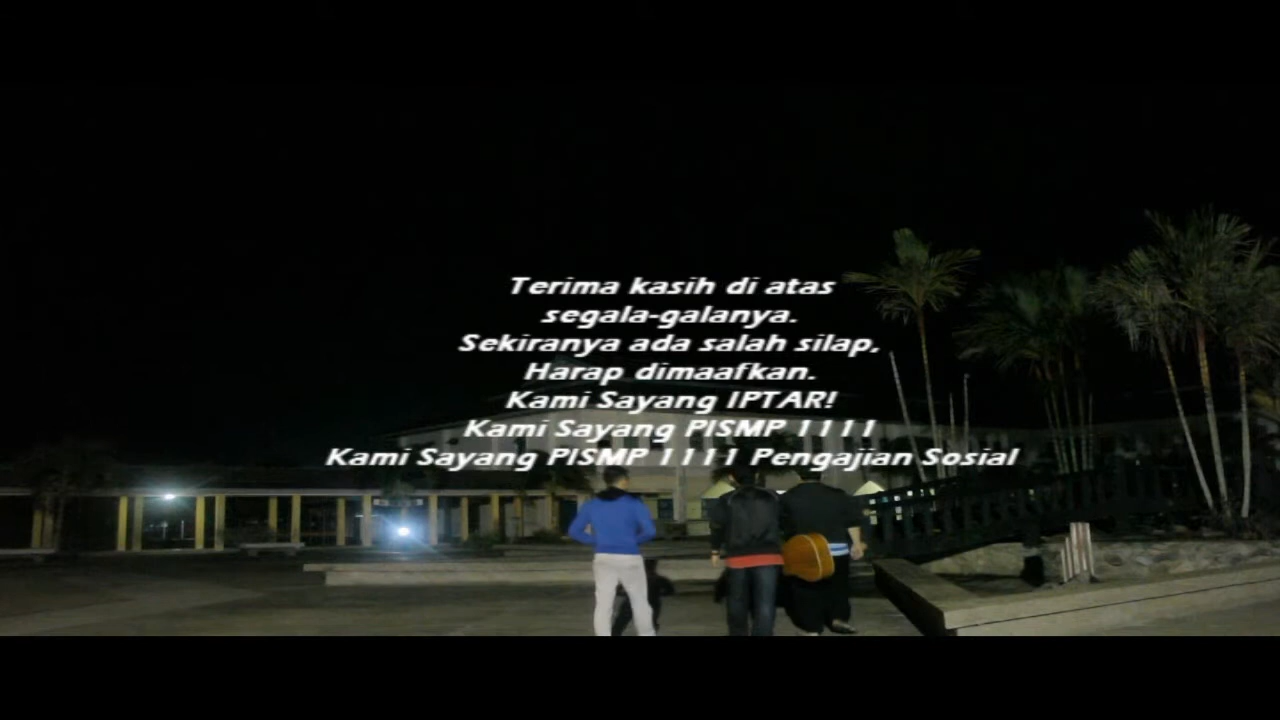 Terima kasih di atas
segala-galanya.
Sekiranya ada salah silap,
Harap dimaafkan.
Kami Sayang IPTAR!
Kami Sayang PISMP 1111
Kami Sayang PISMP 1111 Pengajian Sosial